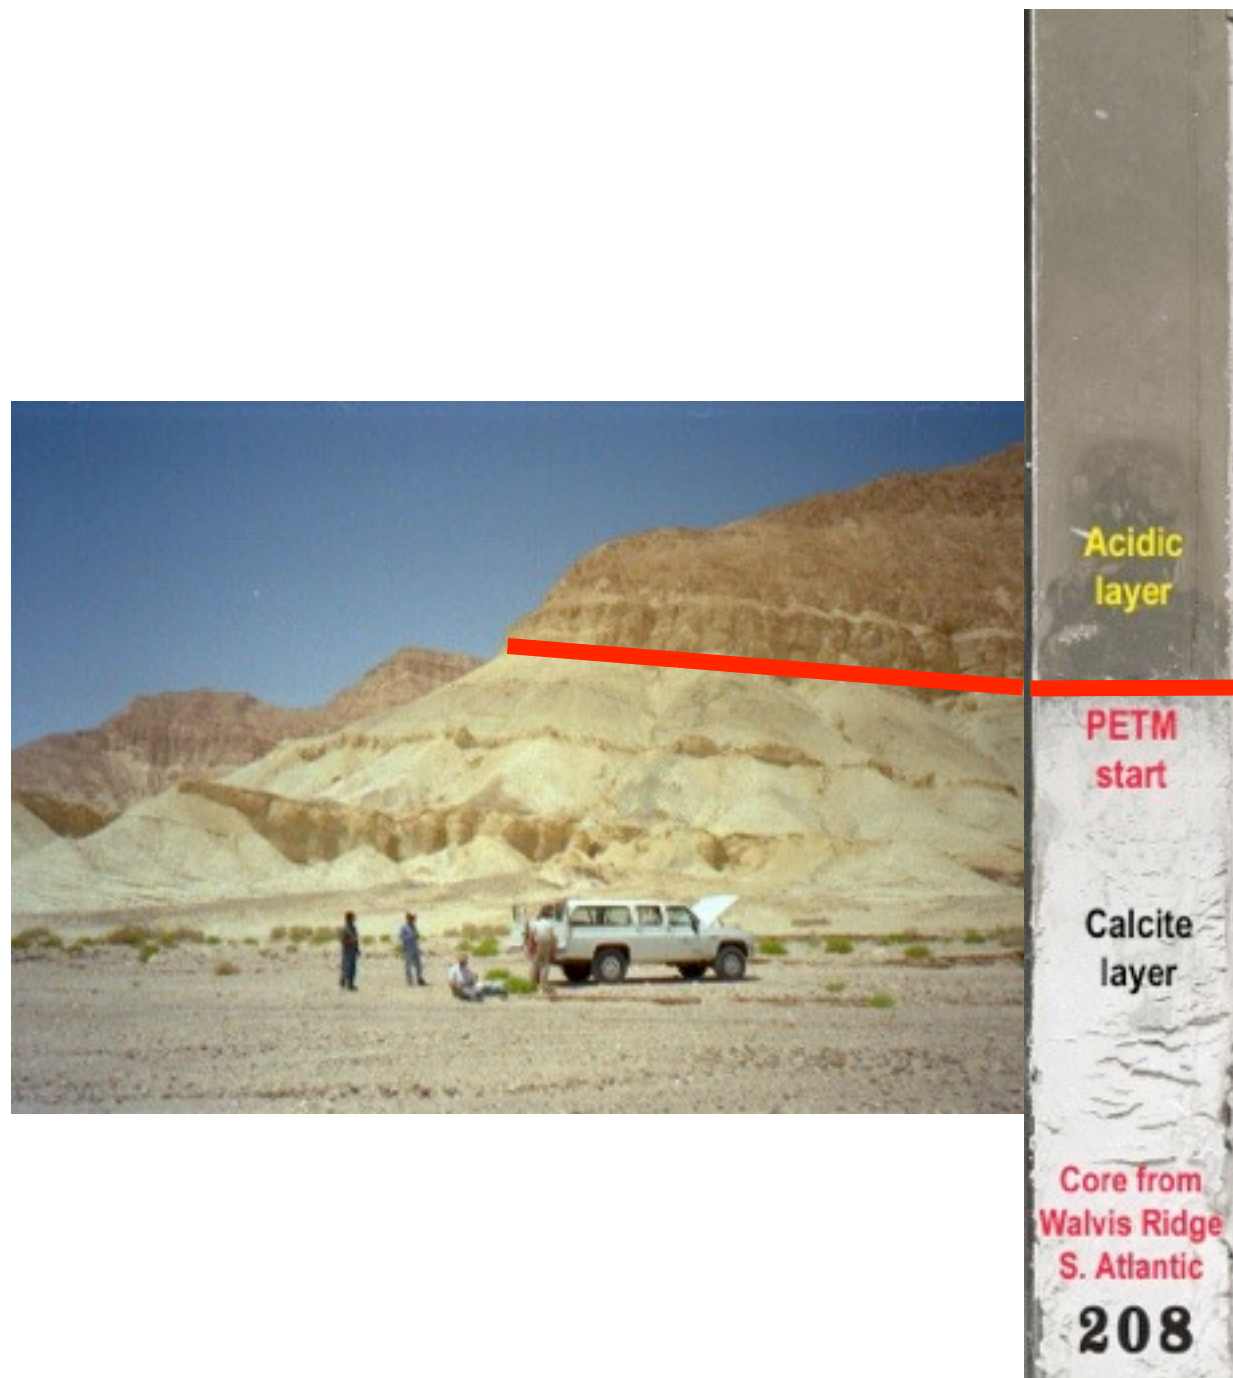 Acidic
layer
PETM
start
Calcite
layer
Core from
Walvis Ridge
S. Atlantic
208